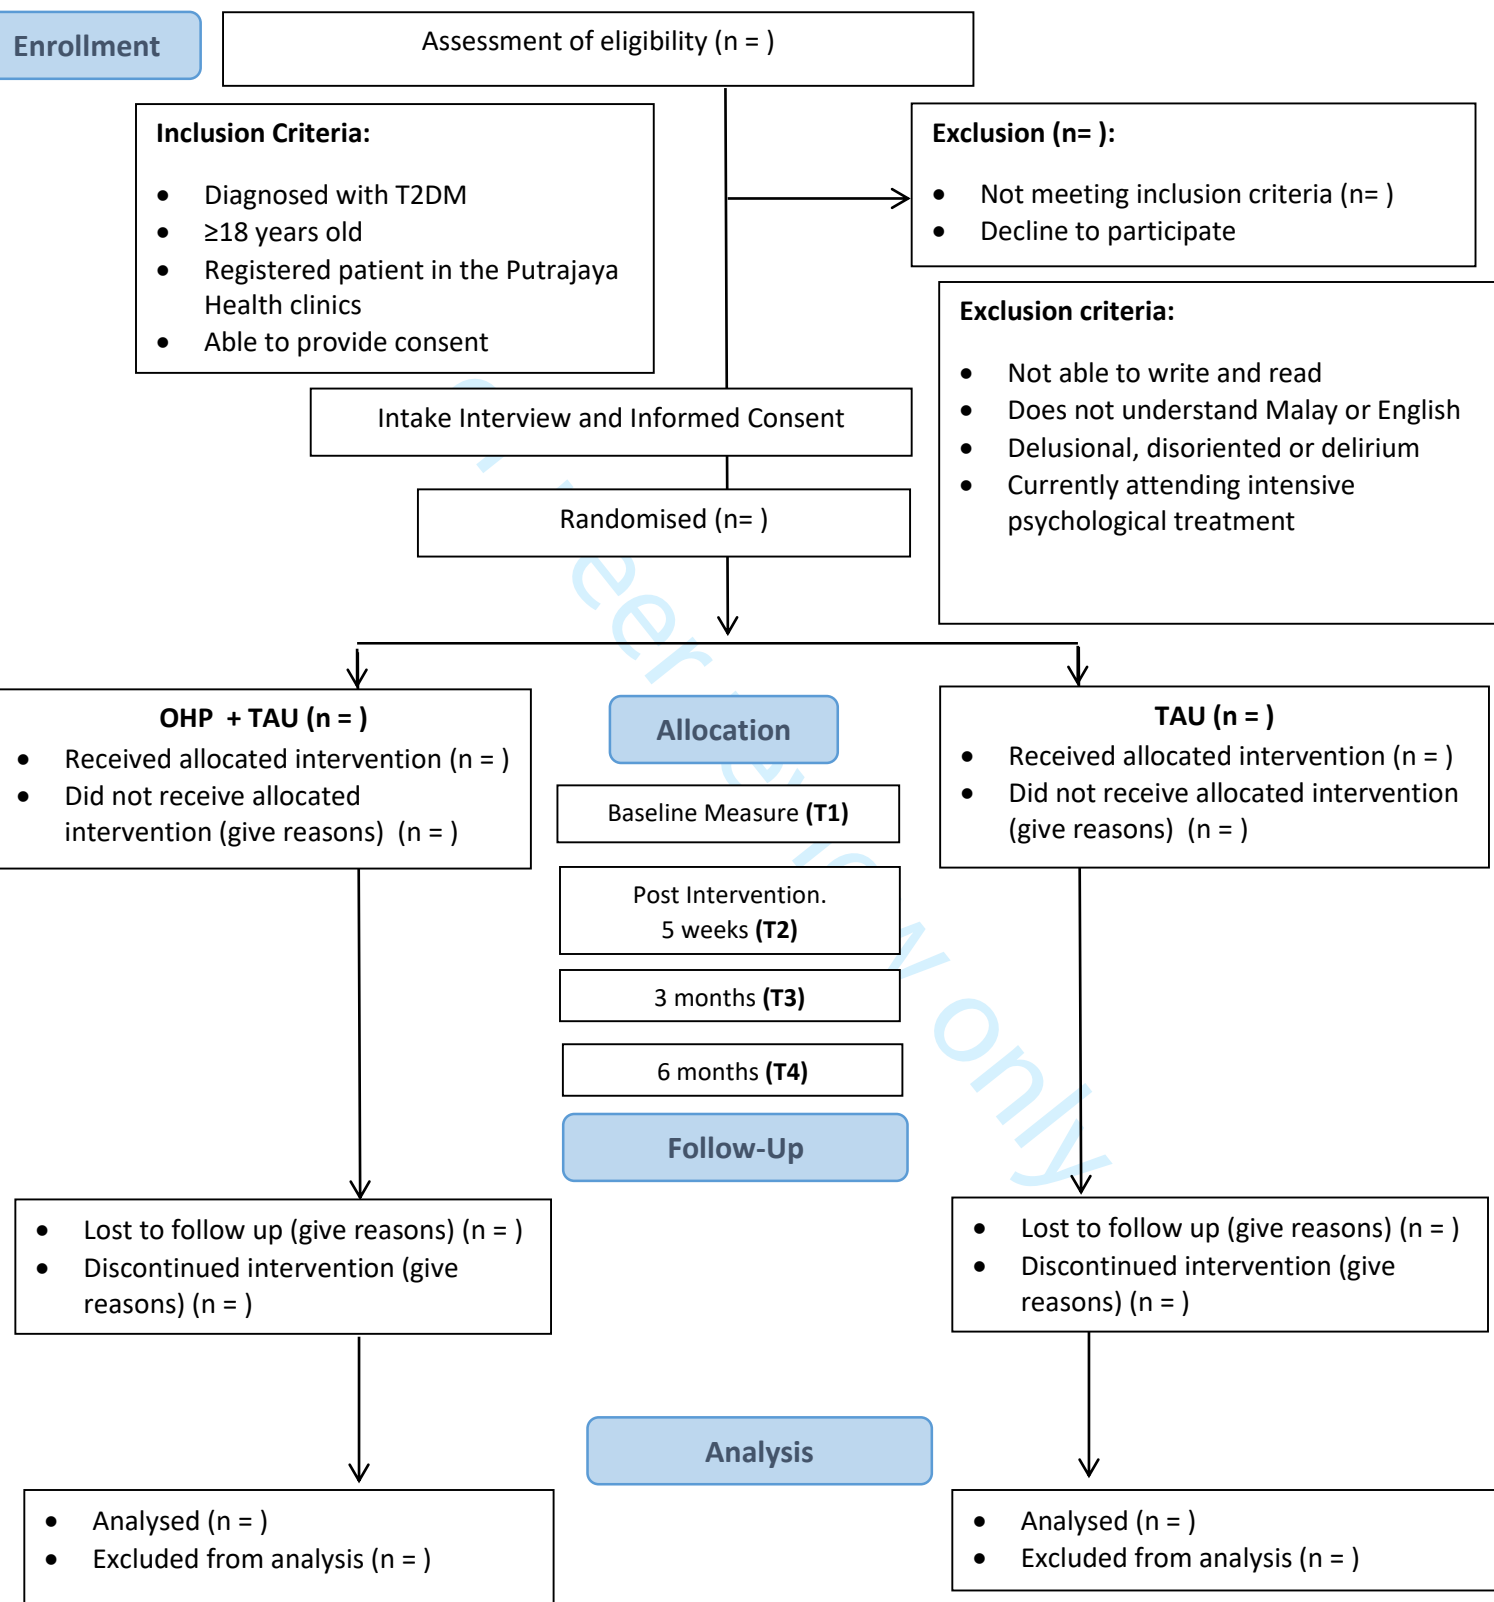 Enrollment
Assessment of eligibility (n = )
Inclusion Criteria:
• Diagnosed with T2DM
• ≥18 years old
• Registered patient in the Putrajaya
Health clinics
• Able to provide consent
Exclusion (n= ):
• Not meeting inclusion criteria (n= )
• Decline to participate
Exclusion criteria:
• Not able to write and read
• Does not understand Malay or English
• Delusional, disoriented or delirium
• Currently attending intensive
psychological treatment
Intake Interview and Informed Consent
Randomised (n= )
OHP + TAU (n = )
• Received allocated intervention (n = )
• Did not receive allocated
intervention (give reasons) (n = )
Allocation
TAU (n = )
• Received allocated intervention (n = )
• Did not receive allocated intervention
(give reasons) (n = )
Baseline Measure (T1)
Post Intervention.
5 weeks (T2)
3 months (T3)
6 months (T4)
Follow-Up
• Lost to follow up (give reasons) (n = )
• Discontinued intervention (give
reasons) (n = )
• Lost to follow up (give reasons) (n = )
• Discontinued intervention (give
reasons) (n = )
Analysis
• Analysed (n = )
• Excluded from analysis (n = )
• Analysed (n = )
• Excluded from analysis (n = )
only